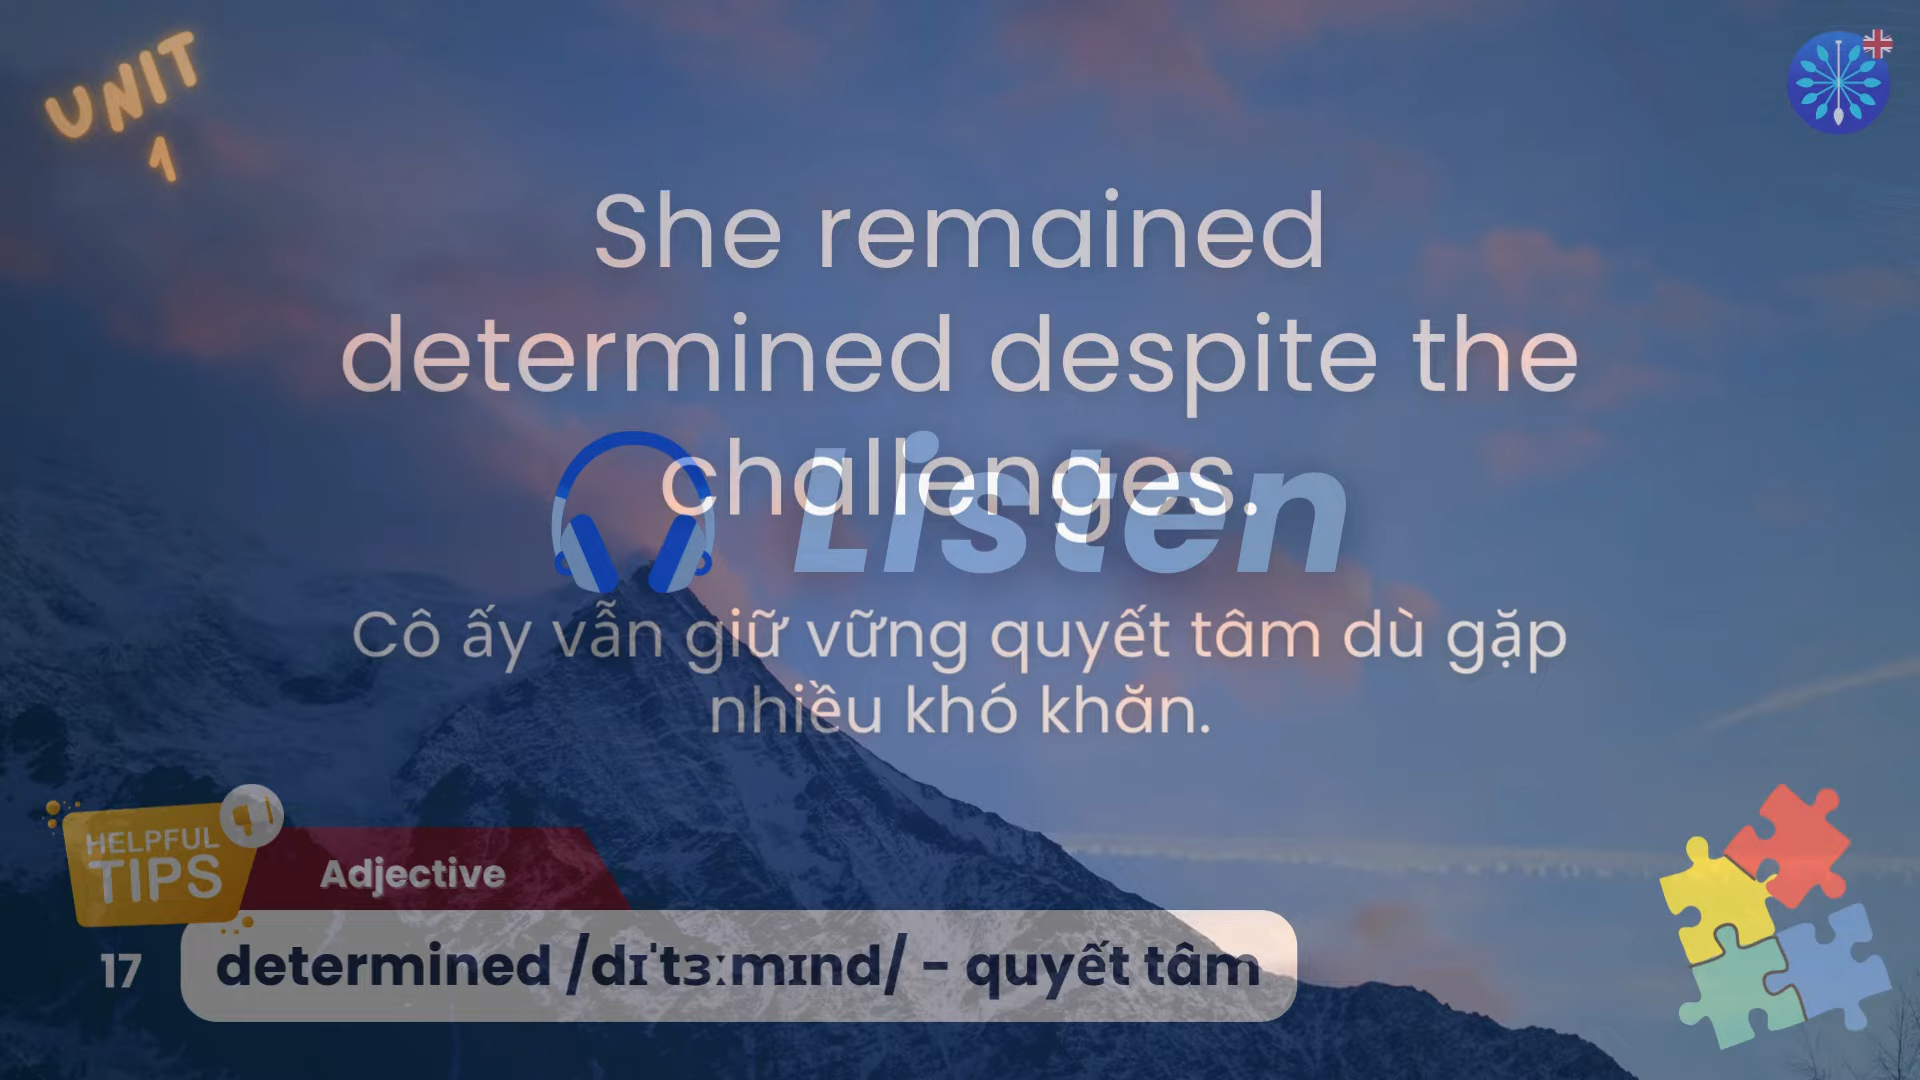 UNIT
1
She remained
determined despite the
challenges.
Listen
Cô ấy vẫn giữ vững quyết tâm dù gặp
nhiều khó khăn.
HELPFUL
TIPS
Adjective
17
determined /dɪˈtɜːmɪnd/ - quyết tâm